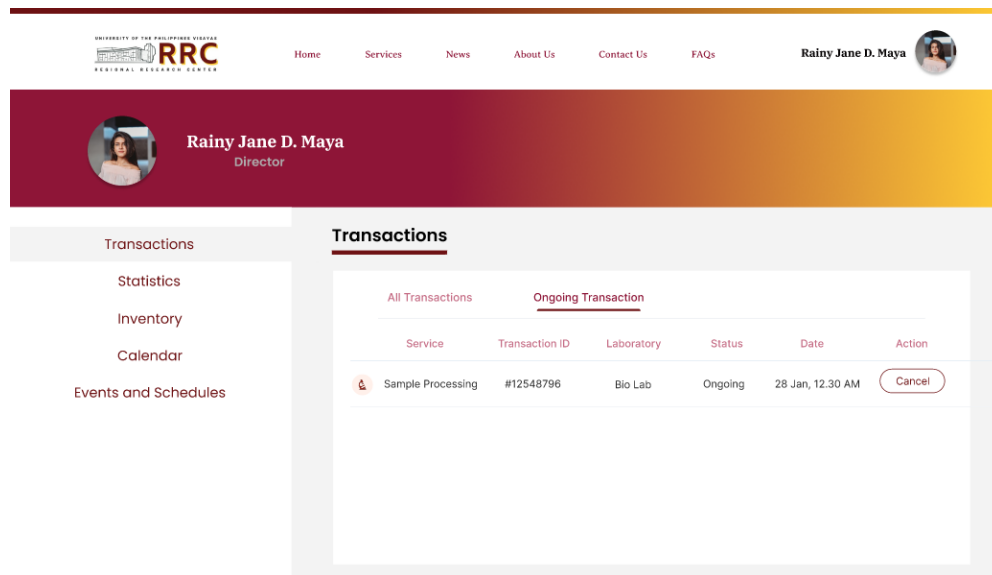 UNIVERSITY OF THE PHILIPPINES VISAYAS
RRC
REGIONAL RESEARCH CENTER
Home Services News About Us Contact Us FAQs Rainy Jane D. Maya
Rainy Jane D. Maya
Director
Transactions
Statistics
Inventory
Calendar
Events and Schedules
Transactions
All Transactions Ongoing Transaction
Service Transaction ID Laboratory Status Date Action
Sample Processing #12548796 Bio Lab Ongoing 28 Jan, 12.30 AM Cancel